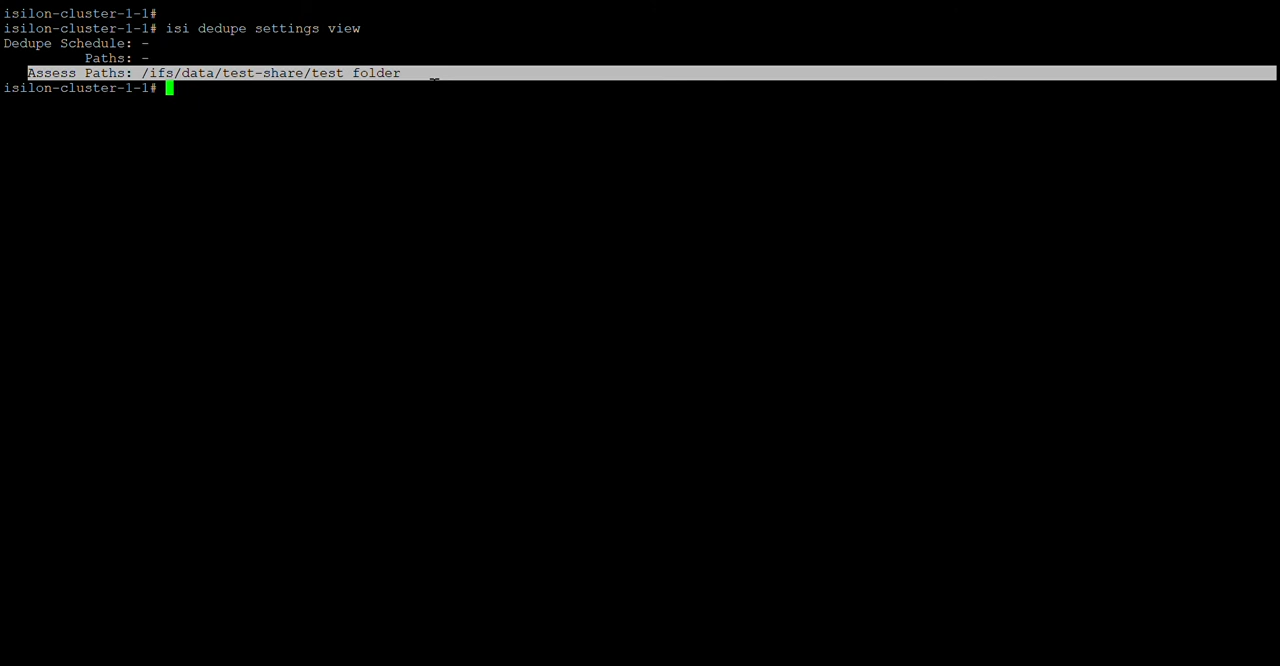 isilon-cluster-1-1#
isilon-cluster-1-1# isi dedupe settings view
Dedupe Schedule: -
Paths: -
Assess Paths: /ifs/data/test-share/test folder
isilon-cluster-1-1#